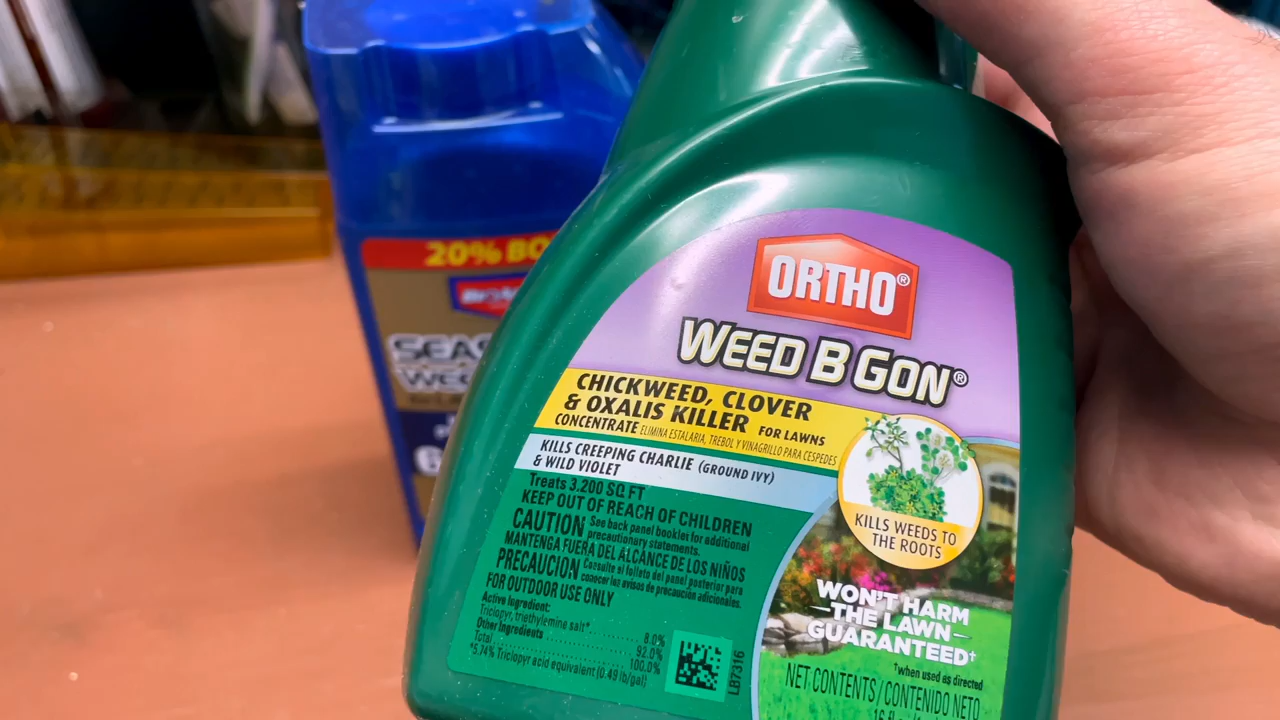 20% BO
SEAS
WEE
6
ORTHO®
WEED B GON®
CHICKWEED, CLOVER
& OXALIS KILLER FOR LAWNS
CONCENTRATE ELIMINA ESTALARIA, TREBOL Y VINAGRILLO PARA CESPEDES
KILLS CREEPING CHARLIE (GROUND IVY)
& WILD VIOLET
Treats 3,200 SQ FT
KEEP OUT OF REACH OF CHILDREN
CAUTION See back panel booklet for additional
precautionary statements.
MANTENGA FUERA DEL ALCANCE DE LOS NIÑOS
PRECAUCION Consulte el folleto del panel posterior para
conocer los avisos de precaución adicionales.
FOR OUTDOOR USE ONLY
Active Ingredient:
Triclopyr, triethylemine salt* 8.0%
Other Ingredients 92.0%
Total 100.0%
*5.74% Triclopyr acid equivalent (0.49 lb/gal)
LB7316
KILLS WEEDS TO
THE ROOTS
WON'T HARM
THE LAWN
GUARANTEED†
†when used as directed
NET CONTENTS / CONTENIDO NETO
16 fl